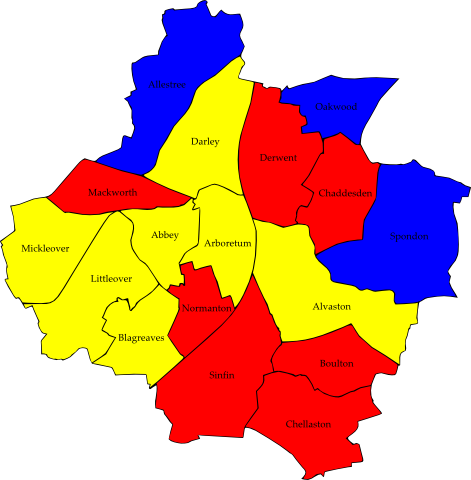 Allestree
Oakwood
Darley
Derwent
Mackworth
Chaddesden
Abbey
Spondon
Mickleover
Arboretum
Littleover
Normanton
Alvaston
Blagreaves
Boulton
Sinfin
Chellaston